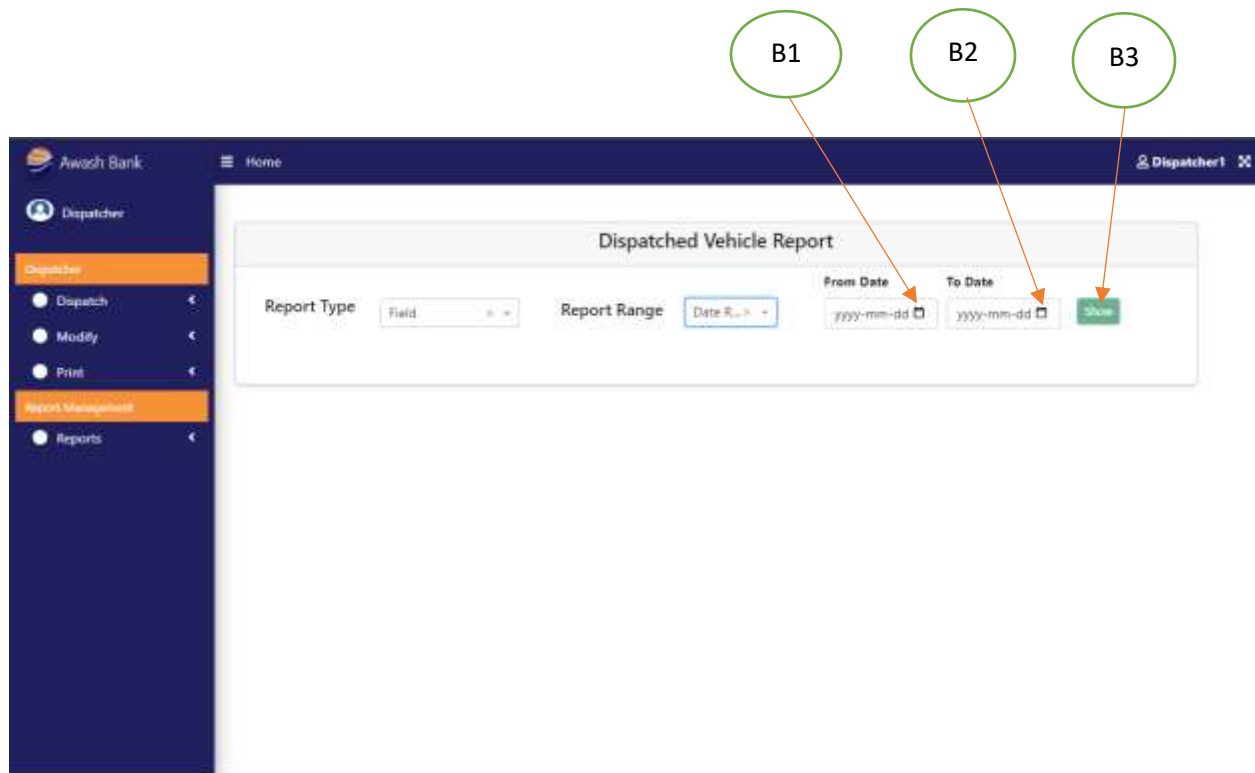 B1 B2 B3
Awash Bank Home Dispatcher1
Dispatcher
Dispatched Vehicle Report
Dispatcher
From Date To Date
Dispatch
Report Type Field Report Range Date R... yyyy-mm-dd yyyy-mm-dd Show
Modify
Print
Report Management
Reports